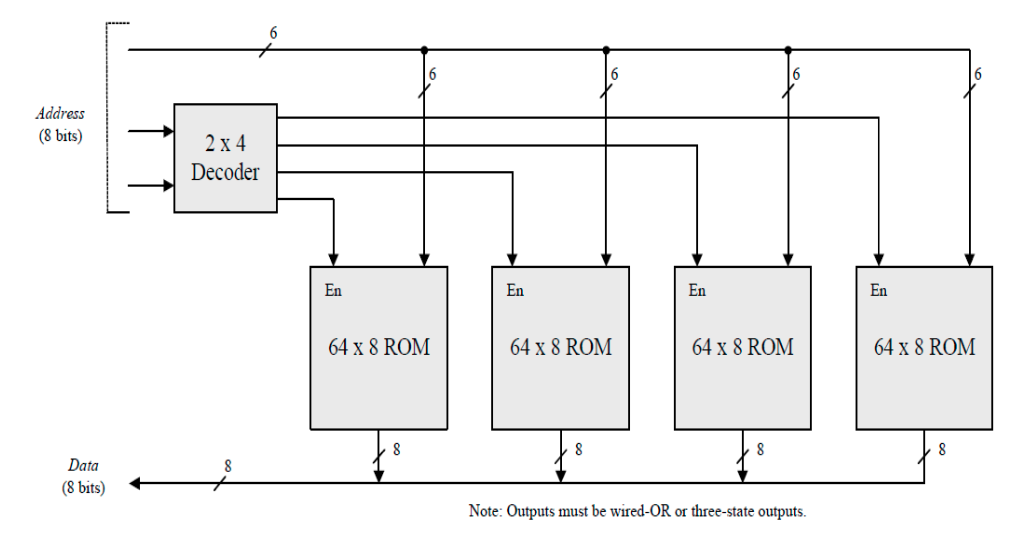 6
6
6
6
6
Address
(8 bits)
2 x 4
Decoder
En
En
En
En
64 x 8 ROM
64 x 8 ROM
64 x 8 ROM
64 x 8 ROM
8
8
8
8
Data
(8 bits)
8
Note: Outputs must be wired-OR or three-state outputs.